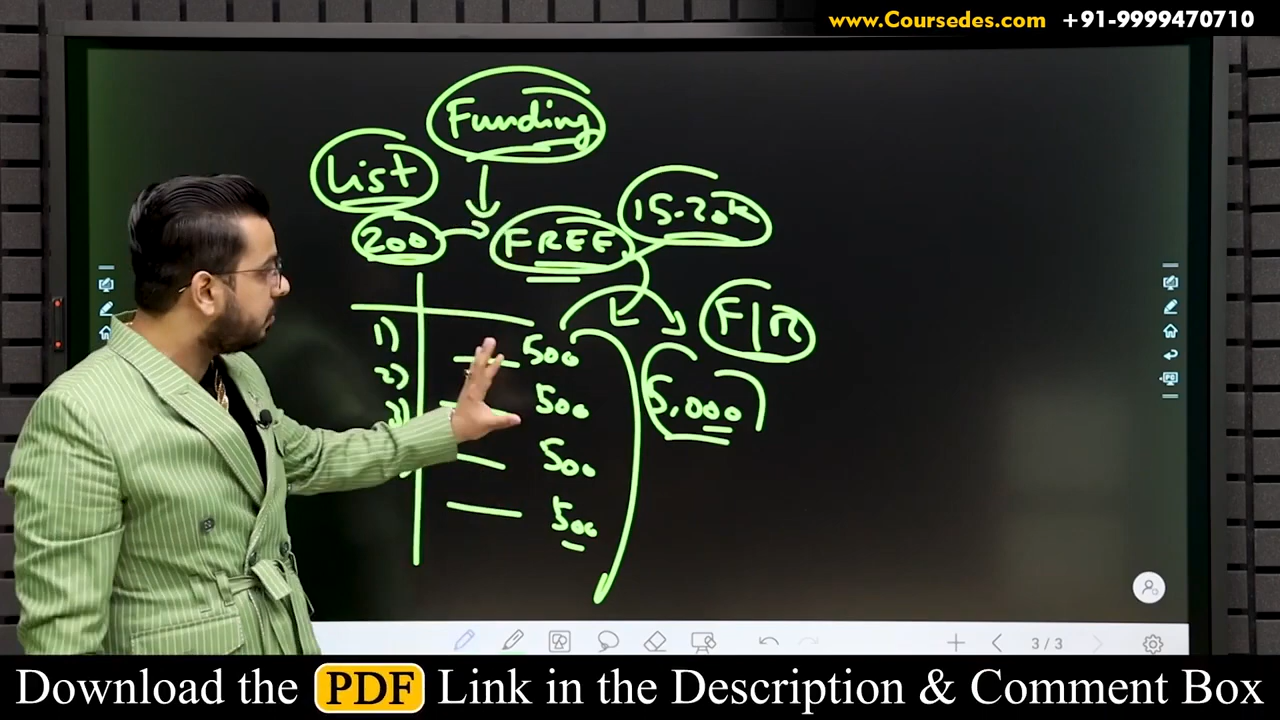 www.Coursedes.com +91-9999470710
Funding
List
15-20k
200
FREE
F/R
1) 500
5,000
2) 500
3)
500
500
3/3
Download the PDF Link in the Description & Comment Box